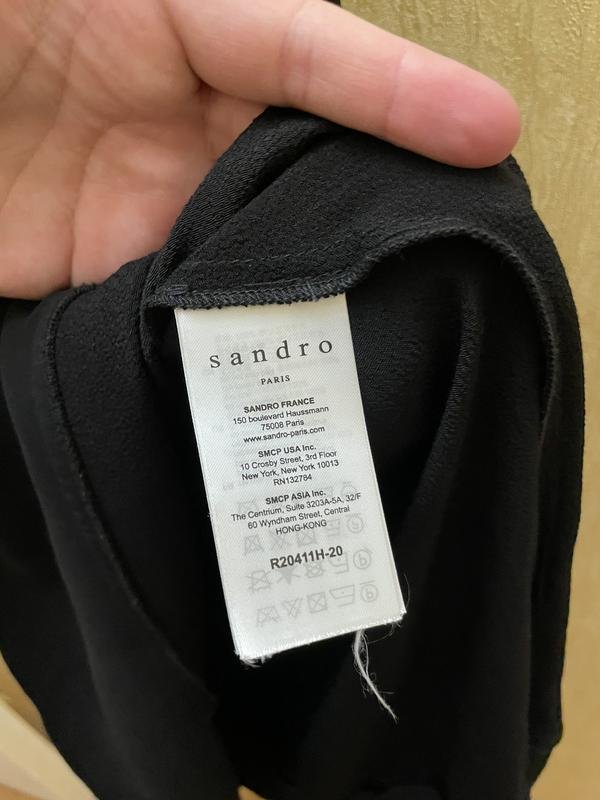 sandro
PARIS
SANDRO FRANCE
150 boulevard Haussmann
75008 Paris
www.sandro-paris.com
SMCP USA Inc.
10 Crosby Street, 3rd Floor
New York, New York 10013
RN132784
SMCP ASIA Inc.
The Centrium, Suite 3203A-5A, 32/F
60 Wyndham Street, Central
HONG-KONG
R20411H-20